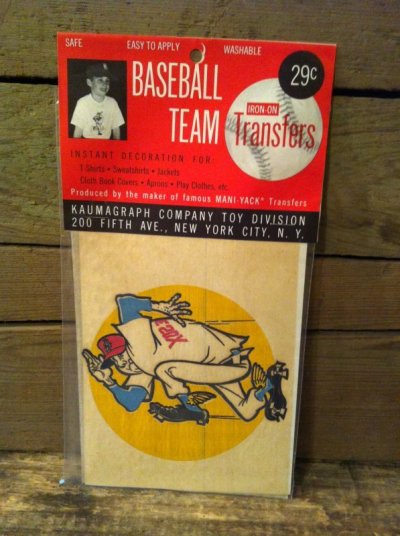 SAFE EASY TO APPLY WASHABLE
29c
BASEBALL
TEAM
IRON-ON
Transfers
INSTANT DECORATION FOR:
T-Shirts • Sweatshirts • Jackets
Cloth Book Covers • Aprons • Play Clothes, etc.
Produced by the maker of famous MANI-YACK® Transfers
KAUMAGRAPH COMPANY TOY DIVISION
200 FIFTH AVE., NEW YORK CITY, N. Y.